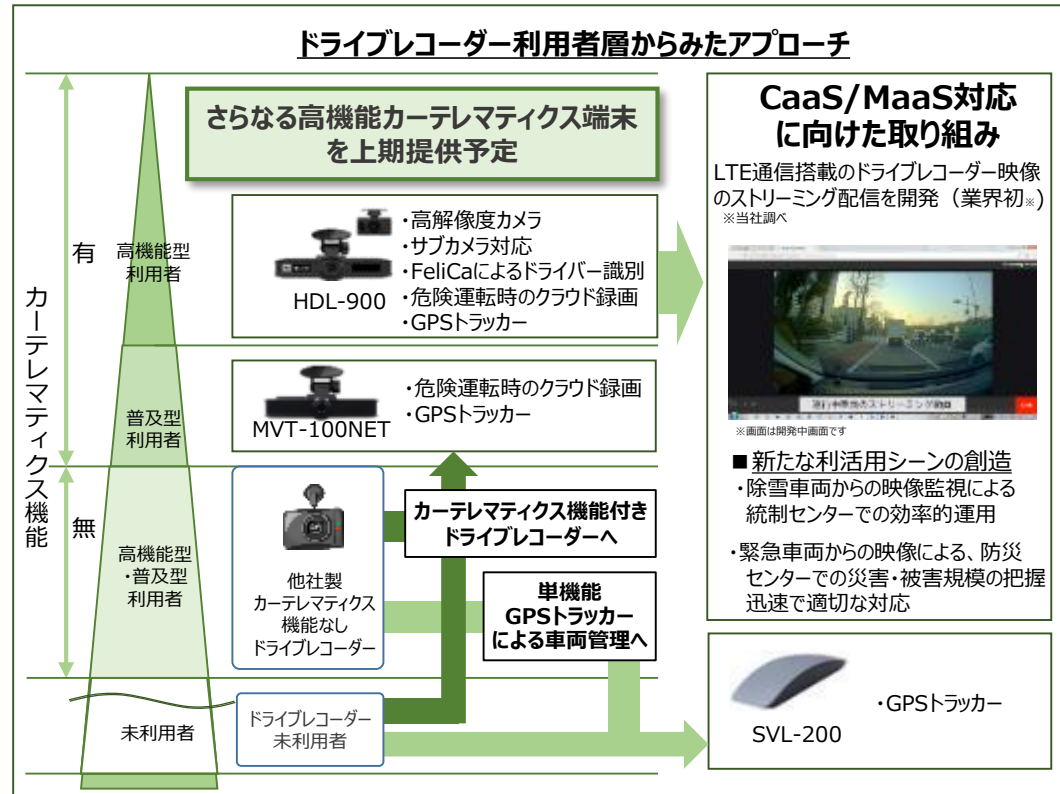 ドライブレコーダー利用者層からみたアプローチ
さらなる高機能カーテレマティクス端末
を上期提供予定
カーテレマティクス機能
有
無
高機能型
利用者
普及型
利用者
高機能型
・普及型
利用者
未利用者
HDL-900
・高解像度カメラ
・サブカメラ対応
・FeliCaによるドライバー識別
・危険運転時のクラウド録画
・GPSトラッカー
MVT-100NET
・危険運転時のクラウド録画
・GPSトラッカー
他社製
カーテレマティクス
機能なし
ドライブレコーダー
カーテレマティクス機能付き
ドライブレコーダーへ
単機能
GPSトラッカー
による車両管理へ
ドライブレコーダー
未利用者
CaaS/MaaS対応
に向けた取り組み
LTE通信搭載のドライブレコーダー映像
のストリーミング配信を開発（業界初※)
※当社調べ
※画面は開発中画面です
■新たな利活用シーンの創造
・除雪車両からの映像監視による
統制センターでの効率的運用
・緊急車両からの映像による、防災
センターでの災害・被害規模の把握
迅速で適切な対応
SVL-200
・GPSトラッカー